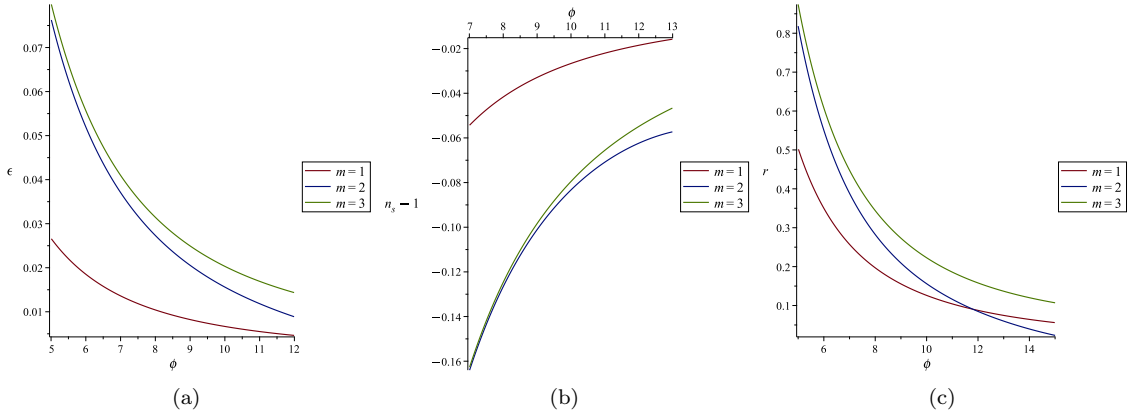 0.07
0.06
0.05
ϵ 0.04
0.03
0.02
0.01
5 6 7 8 9 10 11 12
ϕ
m = 1
m = 2
m = 3
(a)
ϕ
7 8 9 10 11 12 13
−0.02
−0.04
−0.06
−0.08
n_s − 1 −0.10
−0.12
−0.14
−0.16
m = 1
m = 2
m = 3
(b)
0.8
0.7
0.6
0.5
r 0.4
0.3
0.2
0.1
6 8 10 12 14
ϕ
m = 1
m = 2
m = 3
(c)